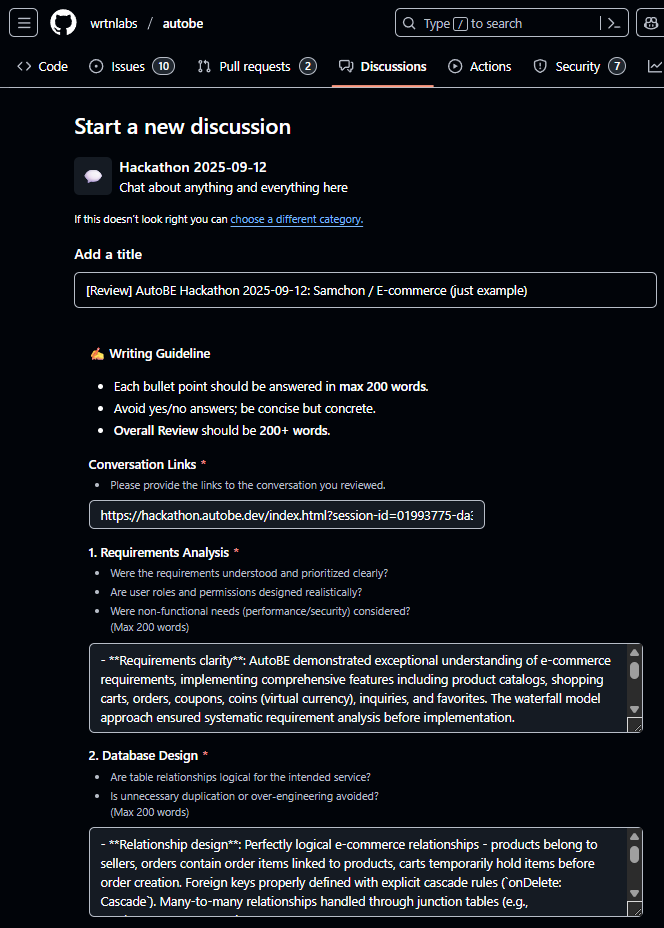 wrtnlabs / autobe
Type / to search
Code Issues 10 Pull requests 2 Discussions Actions Security 7
Start a new discussion
Hackathon 2025-09-12
Chat about anything and everything here
If this doesn't look right you can choose a different category.
Add a title
[Review] AutoBE Hackathon 2025-09-12: Samchon / E-commerce (just example)
✍️ Writing Guideline
• Each bullet point should be answered in max 200 words.
• Avoid yes/no answers; be concise but concrete.
• Overall Review should be 200+ words.
Conversation Links *
• Please provide the links to the conversation you reviewed.
https://hackathon.autobe.dev/index.html?session-id=01993775-da3
1. Requirements Analysis *
• Were the requirements understood and prioritized clearly?
• Are user roles and permissions designed realistically?
• Were non-functional needs (performance/security) considered?
(Max 200 words)
- **Requirements clarity**: AutoBE demonstrated exceptional understanding of e-commerce
requirements, implementing comprehensive features including product catalogs, shopping
carts, orders, coupons, coins (virtual currency), inquiries, and favorites. The waterfall model
approach ensured systematic requirement analysis before implementation.
2. Database Design *
• Are table relationships logical for the intended service?
• Is unnecessary duplication or over-engineering avoided?
(Max 200 words)
- **Relationship design**: Perfectly logical e-commerce relationships - products belong to
sellers, orders contain order items linked to products, carts temporarily hold items before
order creation. Foreign keys properly defined with explicit cascade rules (`onDelete:
Cascade`). Many-to-many relationships handled through junction tables (e.g.,